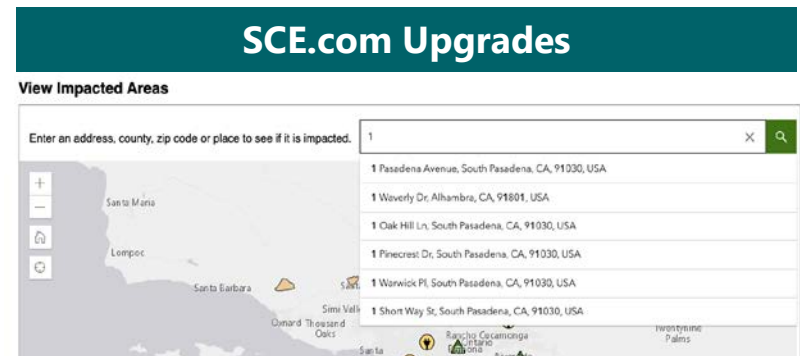 SCE.com Upgrades
View Impacted Areas
Enter an address, county, zip code or place to see if it is impacted.
1
1 Pasadena Avenue, South Pasadena, CA, 91030, USA
1 Waverly Dr, Alhambra, CA, 91801, USA
1 Oak Hill Ln, South Pasadena, CA, 91030, USA
1 Pinecrest Dr, South Pasadena, CA, 91030, USA
1 Warwick Pl, South Pasadena, CA, 91030, USA
1 Short Way St, South Pasadena, CA, 91030, USA
Santa Maria
Lompoc
Santa Barbara
Simi Vall
Oxnard Thousand
Oaks
Rancho Cucamonga
Ontario
Santa
Twentynine
Palms